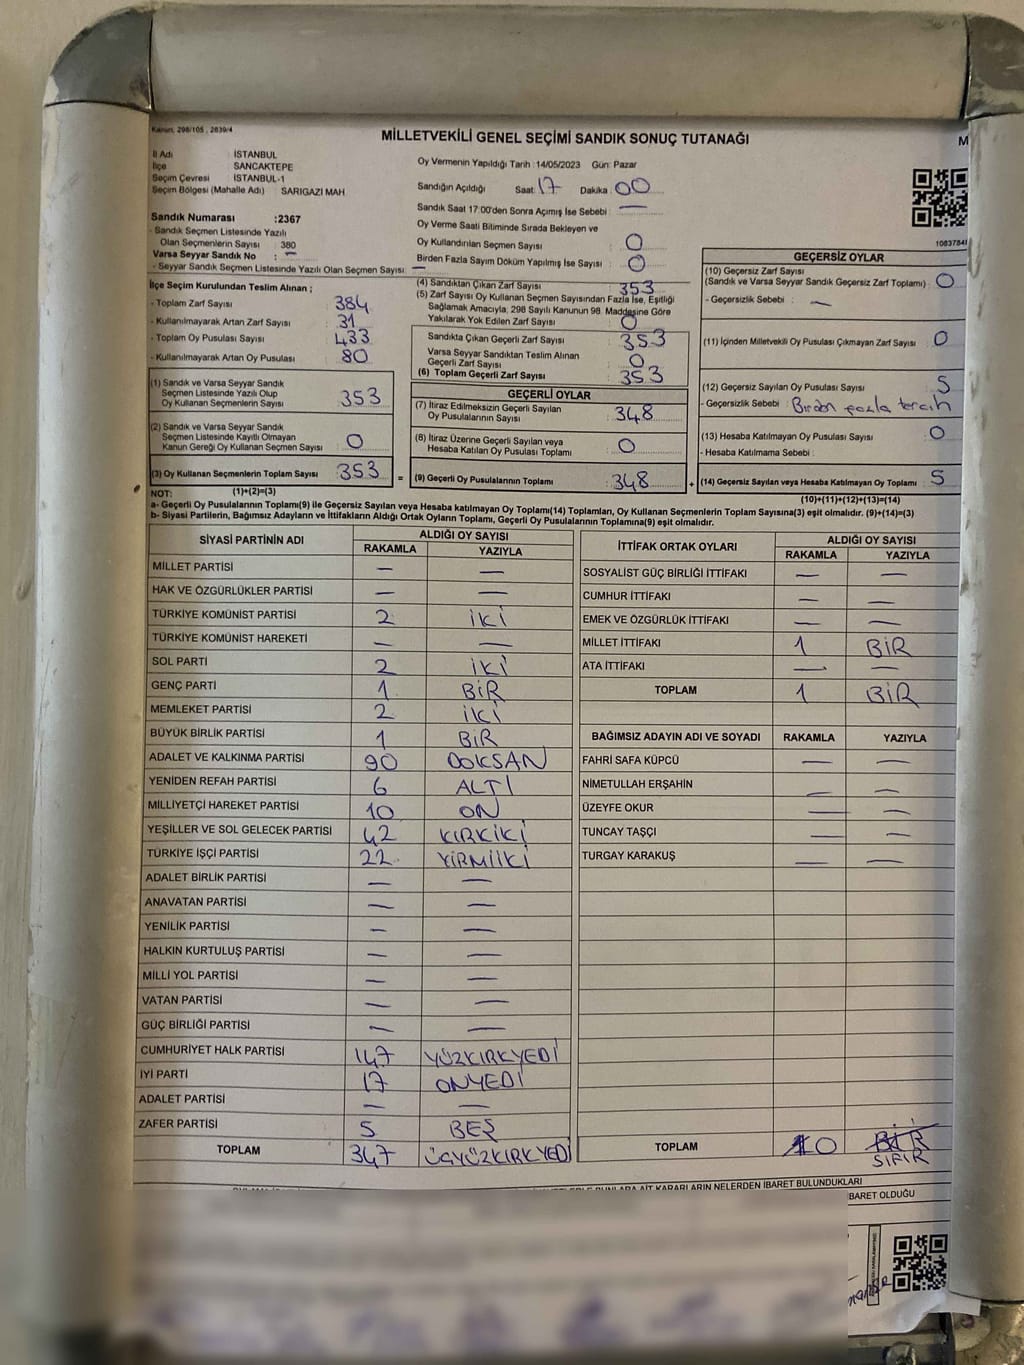 Kanun, 298/105 , 2839/4
MİLLETVEKİLİ GENEL SEÇİMİ SANDIK SONUÇ TUTANAĞI
M
İl Adı : İSTANBUL
İlçe : SANCAKTEPE
Seçim Çevresi : İSTANBUL-1
Seçim Bölgesi (Mahalle Adı) : SARIGAZİ MAH.
Sandık Numarası :2367
- Sandık Seçmen Listesinde Yazılı
Olan Seçmenlerin Sayısı : 380
Varsa Seyyar Sandık No : —
- Seyyar Sandık Seçmen Listesinde Yazılı Olan Seçmen Sayısı : —
Oy Vermenin Yapıldığı Tarih :14/05/2023 Gün: Pazar
Sandığın Açıldığı Saat: 17 Dakika : 00
Sandık Saat 17:00'den Sonra Açımış İse Sebebi : —
Oy Verme Saati Bitiminde Sırada Bekleyen ve
Oy Kullandırılan Seçmen Sayısı : 0
Birden Fazla Sayım Döküm Yapılmış İse Sayısı : 0
İlçe Seçim Kurulundan Teslim Alınan ;
- Toplam Zarf Sayısı : 384
- Kullanılmayarak Artan Zarf Sayısı : 31
- Toplam Oy Pusulası Sayısı : 433
- Kullanılmayarak Artan Oy Pusulası : 80
(1) Sandık ve Varsa Seyyar Sandık
Seçmen Listesinde Yazılı Olup
Oy Kullanan Seçmenlerin Sayısı : 353
(2) Sandık ve Varsa Seyyar Sandık
Seçmen Listesinde Kayıtlı Olmayan
Kanun Gereği Oy Kullanan Seçmen Sayısı : 0
(3) Oy Kullanan Seçmenlerin Toplam Sayısı : 353
(1)+(2)=(3)
(4) Sandıktan Çıkan Zarf Sayısı : 353
(5) Zarf Sayısı Oy Kullanan Seçmen Sayısından Fazla İse, Eşitliği
Sağlamak Amacıyla, 298 Sayılı Kanunun 98. Maddesine Göre
Yakılarak Yok Edilen Zarf Sayısı : 0
Sandıkta Çıkan Geçerli Zarf Sayısı : 353
Varsa Seyyar Sandıktan Teslim Alınan
Geçerli Zarf Sayısı : 0
(6) Toplam Geçerli Zarf Sayısı : 353
GEÇERLİ OYLAR
(7) İtiraz Edilmeksizin Geçerli Sayılan
Oy Pusulalarının Sayısı : 348
(8) İtiraz Üzerine Geçerli Sayılan veya
Hesaba Katılan Oy Pusulası Toplamı : 0
= (9) Geçerli Oy Pusulalarının Toplamı : 348
GEÇERSİZ OYLAR
(10) Geçersiz Zarf Sayısı
(Sandık ve Varsa Seyyar Sandık Geçersiz Zarf Toplamı) : 0
- Geçersizlik Sebebi : —
(11) İçinden Milletvekili Oy Pusulası Çıkmayan Zarf Sayısı : 0
(12) Geçersiz Sayılan Oy Pusulası Sayısı : 5
- Geçersizlik Sebebi : Birden fazla tercih
(13) Hesaba Katılmayan Oy Pusulası Sayısı : 0
- Hesaba Katılmama Sebebi :
+ (14) Geçersiz Sayılan veya Hesaba Katılmayan Oy Toplamı : 5
(10)+(11)+(12)+(13)=(14)
NOT:
a- Geçerli Oy Pusulaları Toplamı(9) ile Geçersiz Sayılan veya Hesaba katılmayan Oy Toplamı(14) Toplamları, Oy Kullanan Seçmenlerin Toplam Sayısına(3) eşit olmalıdır. (9)+(14)=(3)
b- Siyasi Partilerin, Bağımsız Adayların ve İttifakların Aldığı Ortak Oyların Toplamı, Geçerli Oy Pusulalarının Toplamına(9) eşit olmalıdır.
SİYASİ PARTİNİN ADI ALDIĞI OY SAYISI
RAKAMLA YAZIYLA
MİLLET PARTİSİ — —
HAK VE ÖZGÜRLÜKLER PARTİSİ — —
TÜRKİYE KOMÜNİST PARTİSİ 2 İKİ
TÜRKİYE KOMÜNİST HAREKETİ — —
SOL PARTİ 2 İKİ
GENÇ PARTİ 1 BİR
MEMLEKET PARTİSİ 2 İKİ
BÜYÜK BİRLİK PARTİSİ 1 BİR
ADALET VE KALKINMA PARTİSİ 90 DOKSAN
YENİDEN REFAH PARTİSİ 6 ALTI
MİLLİYETÇİ HAREKET PARTİSİ 10 ON
YEŞİLLER VE SOL GELECEK PARTİSİ 42 KIRKİKİ
TÜRKİYE İŞÇİ PARTİSİ 22 YİRMİİKİ
ADALET BİRLİK PARTİSİ — —
ANAVATAN PARTİSİ — —
YENİLİK PARTİSİ — —
HALKIN KURTULUŞ PARTİSİ — —
MİLLİ YOL PARTİSİ — —
VATAN PARTİSİ — —
GÜÇ BİRLİĞİ PARTİSİ — —
CUMHURİYET HALK PARTİSİ 147 YÜZKIRKYEDİ
İYİ PARTİ 17 ONYEDİ
ADALET PARTİSİ — —
ZAFER PARTİSİ 5 BEŞ
TOPLAM 347 ÜÇYÜZKIRKYEDİ
İTTİFAK ORTAK OYLARI ALDIĞI OY SAYISI
RAKAMLA YAZIYLA
SOSYALİST GÜÇ BİRLİĞİ İTTİFAKI — —
CUMHUR İTTİFAKI — —
EMEK VE ÖZGÜRLÜK İTTİFAKI — —
MİLLET İTTİFAKI 1 BİR
ATA İTTİFAKI — —
TOPLAM 1 BİR
BAĞIMSIZ ADAYIN ADI VE SOYADI RAKAMLA YAZIYLA
FAHRİ SAFA KÜPCÜ — —
NİMETULLAH ERŞAHİN — —
ÜZEYFE OKUR — —
TUNCAY TAŞÇI — —
TURGAY KARAKUŞ — —
TOPLAM 0 BİR
SIFIR
KARARLARIN NELERDEN İBARET BULUNDUKLARI
İBARET OLDUĞU